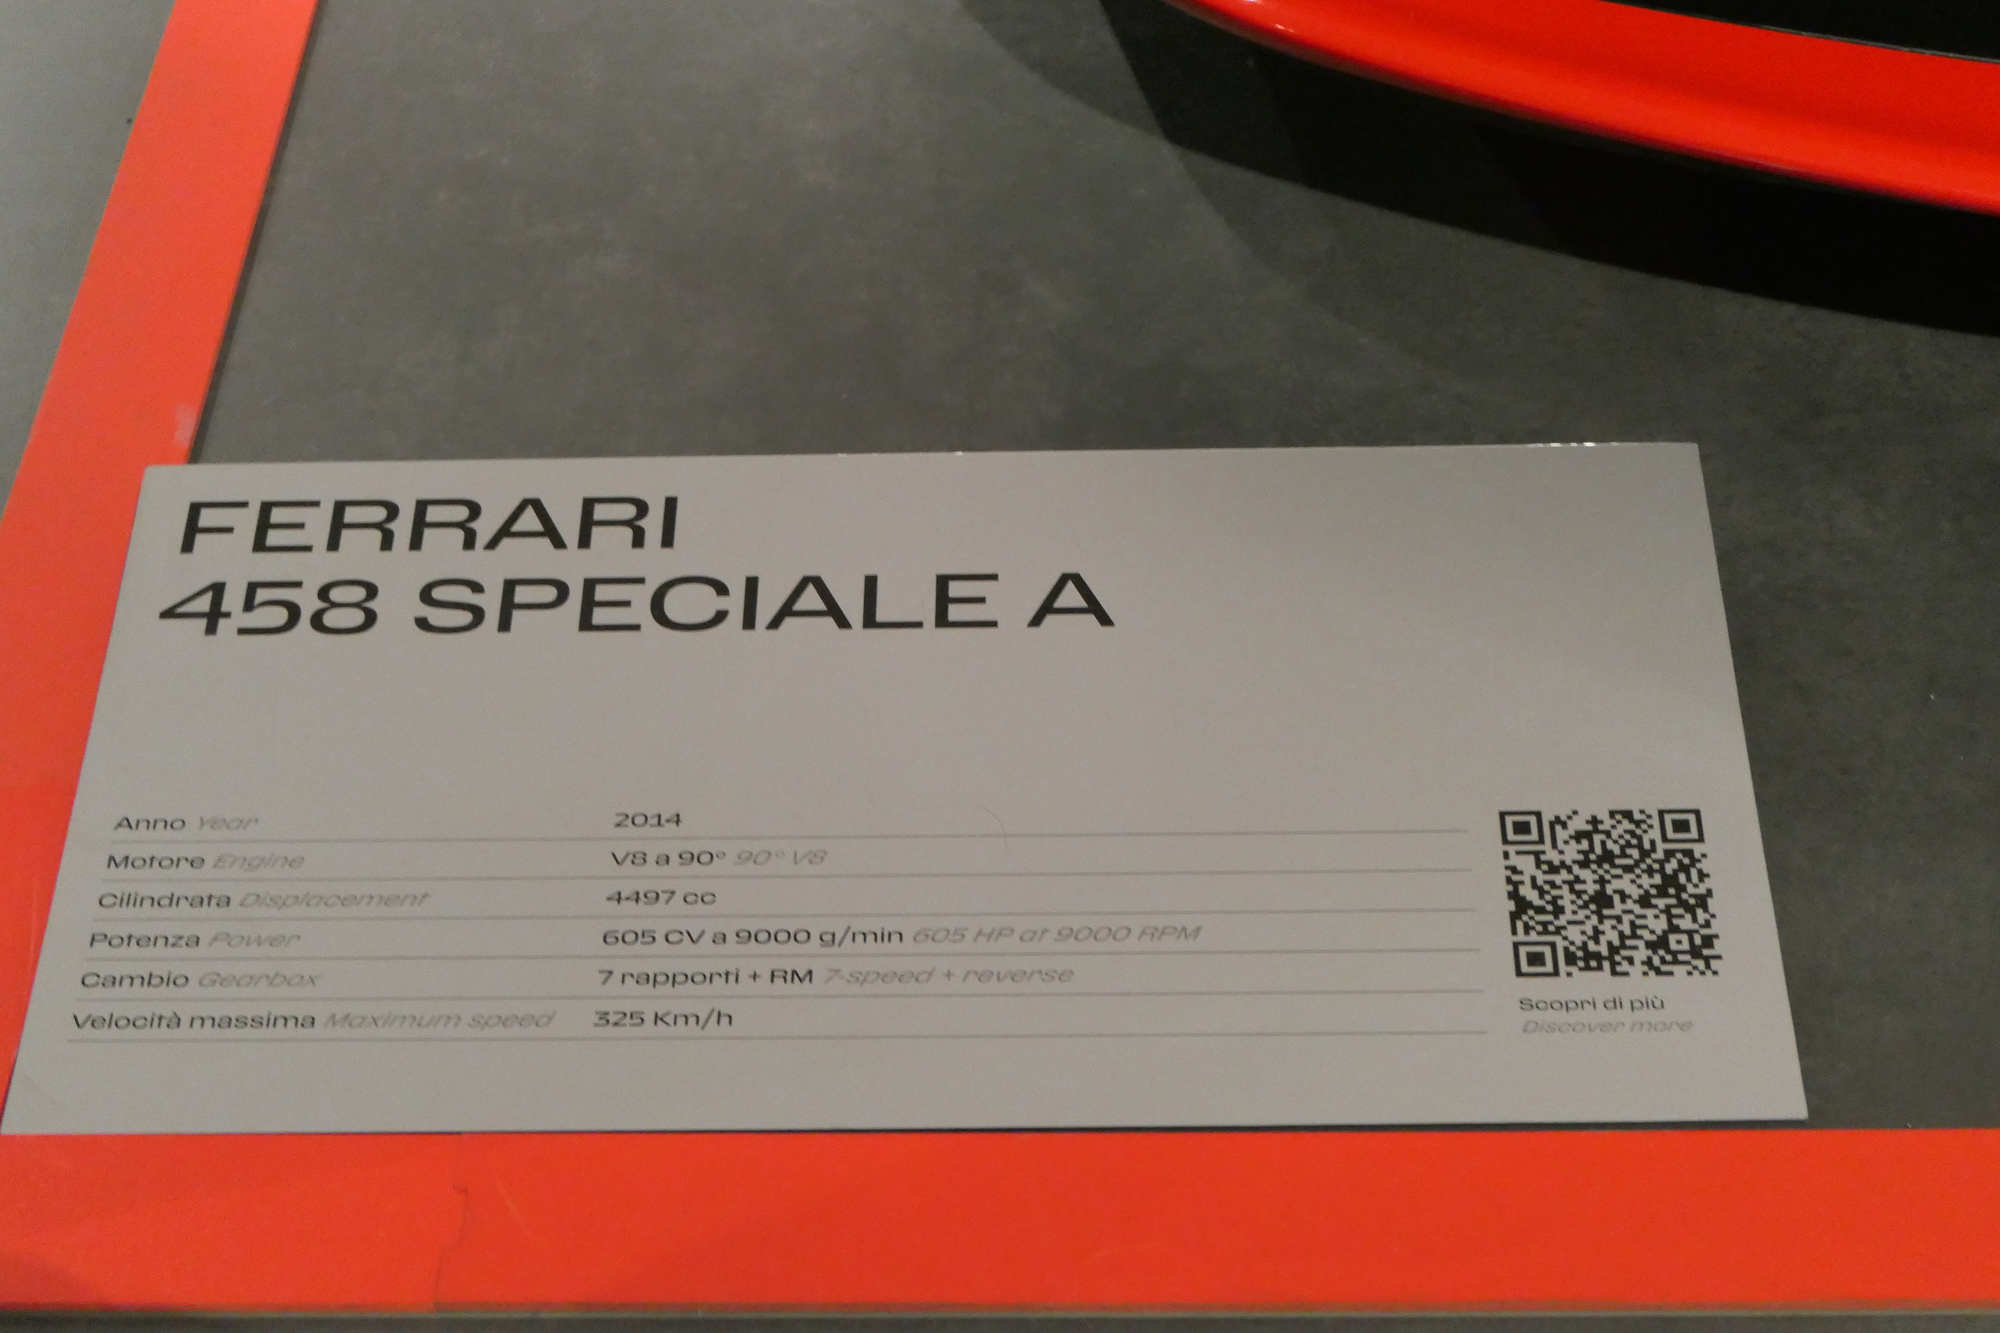 FERRARI
458 SPECIALE A
Anno Year 2014
Motore Engine V8 a 90° 90° V8
Cilindrata Displacement 4497 cc
Potenza Power 605 CV a 9000 g/min 605 HP at 9000 RPM
Cambio Gearbox 7 rapporti + RM 7-speed + reverse
Velocità massima Maximum speed 325 Km/h
Scopri di più
Discover more